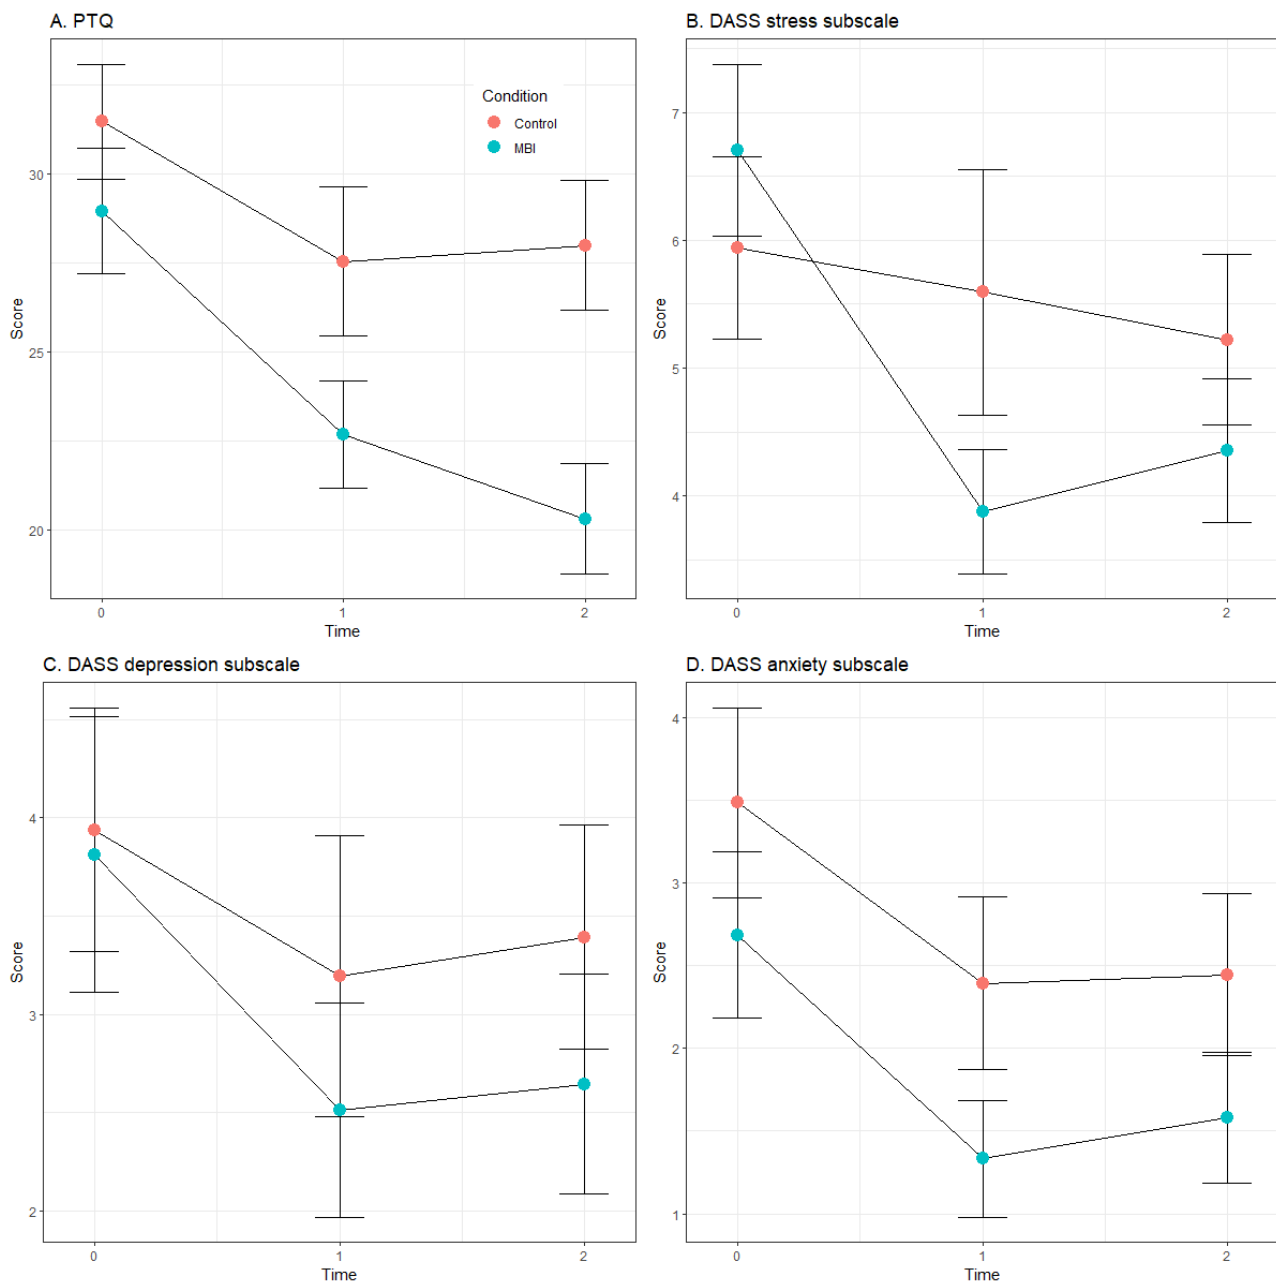 A. PTQ
Condition
Control
MBI
30
25
20
Score
0 1 2
Time
B. DASS stress subscale
7
6
5
4
Score
0 1 2
Time
C. DASS depression subscale
4
3
2
Score
0 1 2
Time
D. DASS anxiety subscale
4
3
2
1
Score
0 1 2
Time